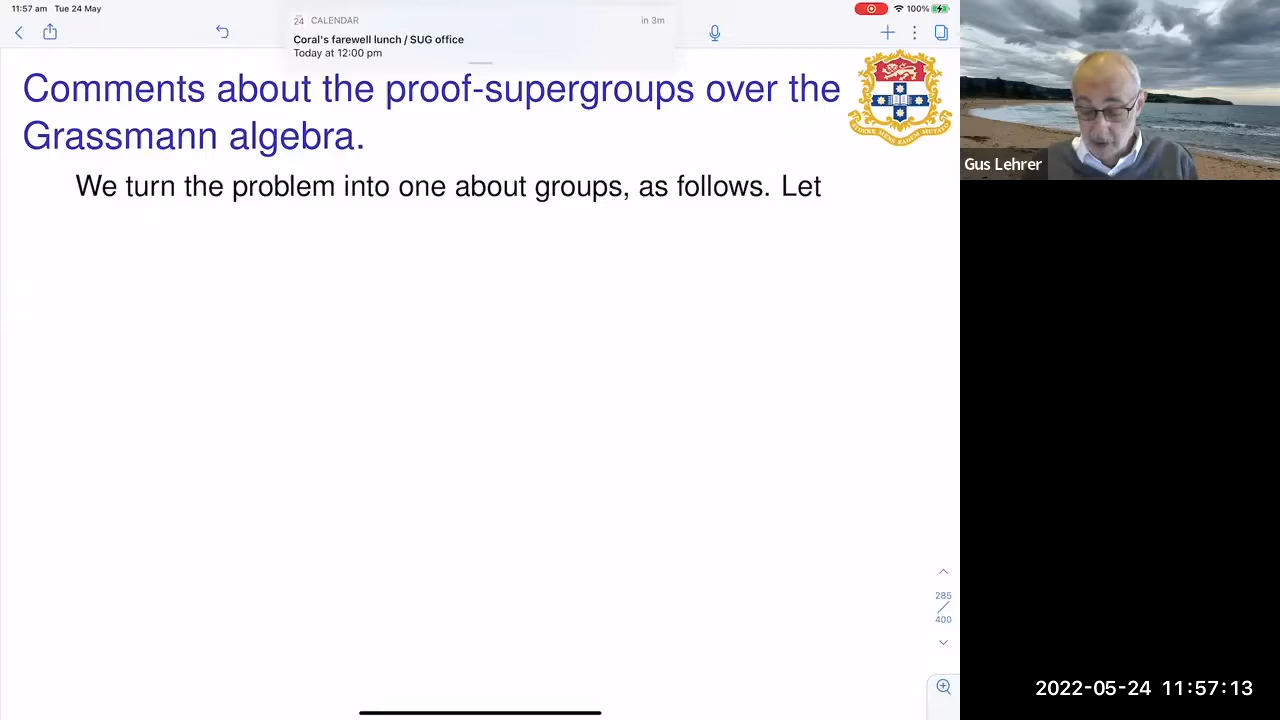 11:57 am Tue 24 May
24 CALENDAR in 3m
Coral's farewell lunch / SUG office
Today at 12:00 pm
100%
Comments about the proof-supergroups over the
Grassmann algebra.
We turn the problem into one about groups, as follows. Let
Gus Lehrer
285
400
2022-05-24 11:57:13